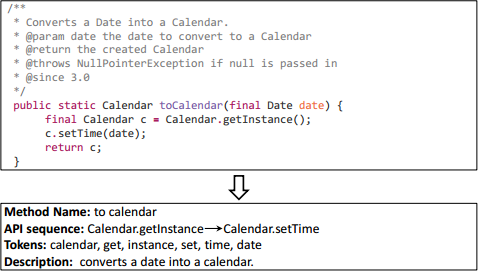 /**
* Converts a Date into a Calendar.
* @param date the date to convert to a Calendar
* @return the created Calendar
* @throws NullPointerException if null is passed in
* @since 3.0
*/
public static Calendar toCalendar(final Date date) {
final Calendar c = Calendar.getInstance();
c.setTime(date);
return c;
}
Method Name: to calendar
API sequence: Calendar.getInstance→Calendar.setTime
Tokens: calendar, get, instance, set, time, date
Description: converts a date into a calendar.